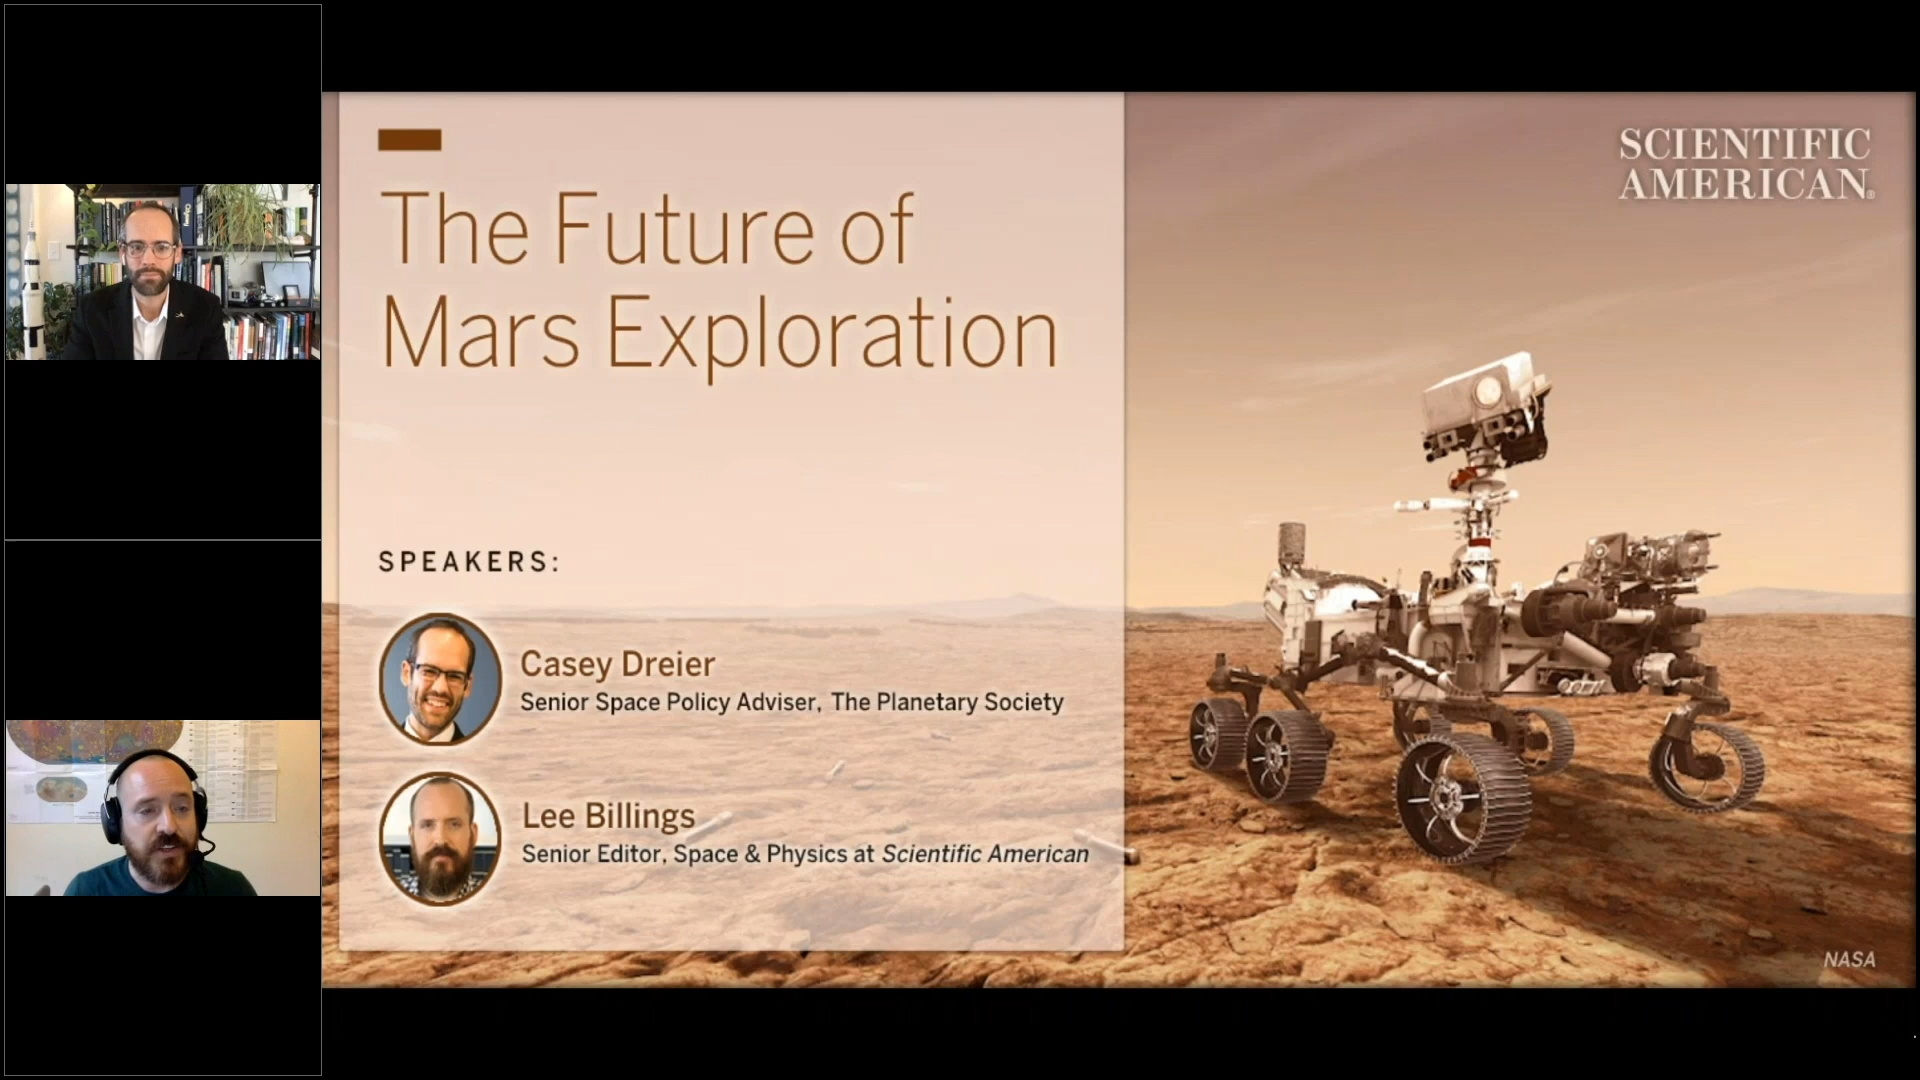 The Future of
Mars Exploration
SCIENTIFIC
AMERICAN®
SPEAKERS:
Casey Dreier
Senior Space Policy Adviser, The Planetary Society
Lee Billings
Senior Editor, Space & Physics at Scientific American
NASA